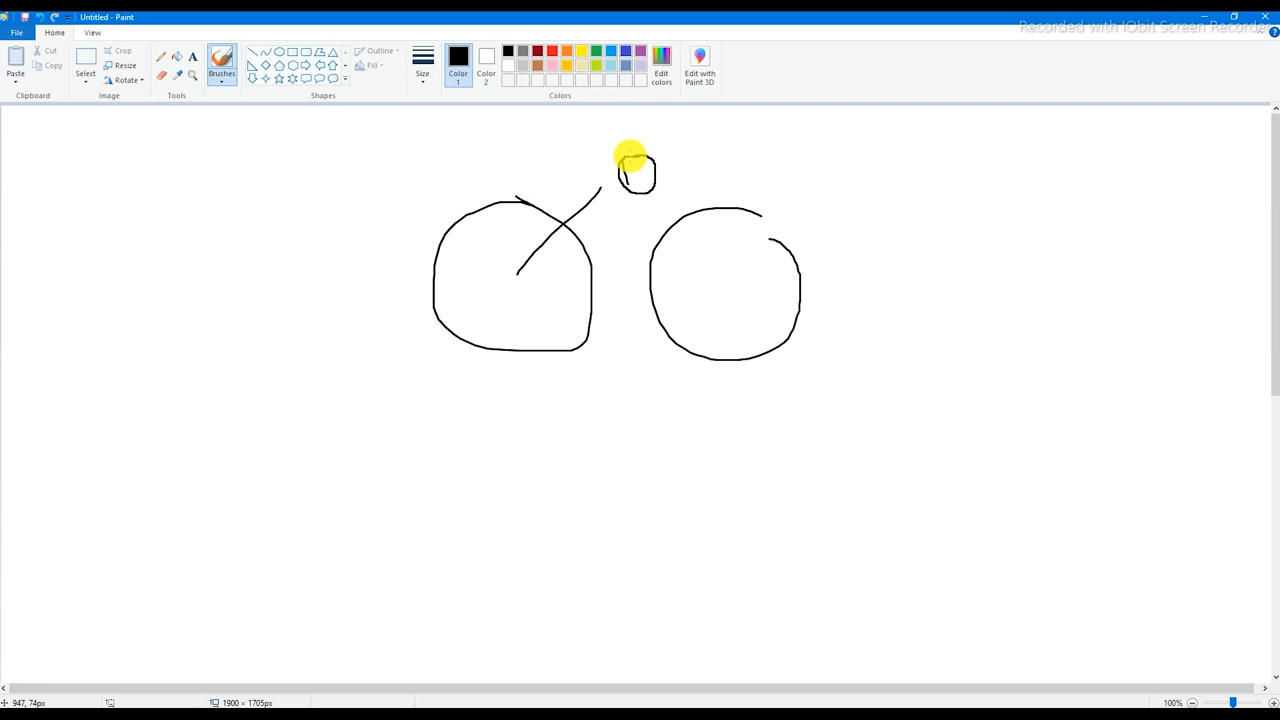 Untitled - Paint
Recorded with IObit Screen Recorder
File Home View
Paste
Cut
Copy
Clipboard
Select
Crop
Resize
Rotate
Image
A
Tools
Brushes
Outline
Fill
Shapes
Size
Color 1
Color 2
Edit colors
Colors
Edit with Paint 3D
947, 74px
1900 × 1705px
100%